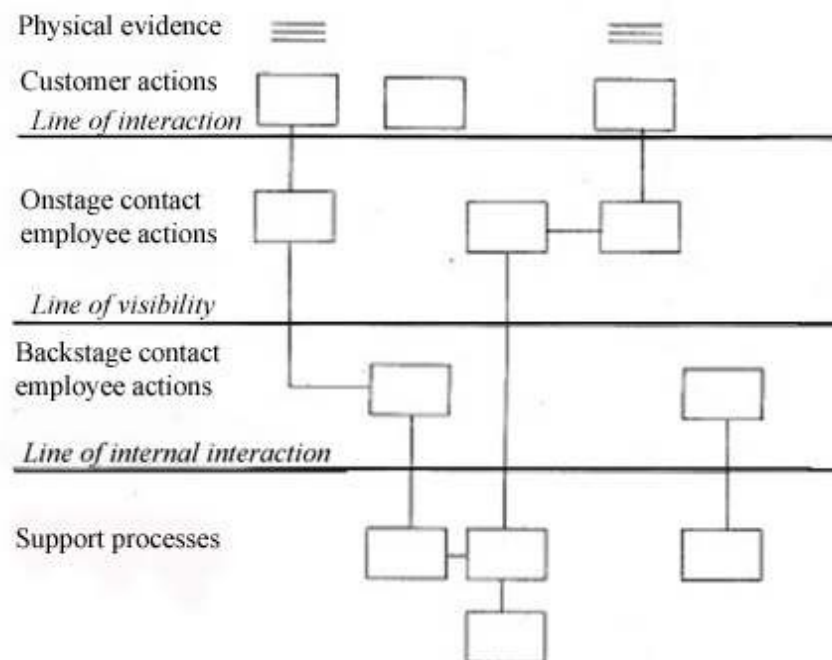 Physical evidence
Customer actions
Line of interaction
Onstage contact
employee actions
Line of visibility
Backstage contact
employee actions
Line of internal interaction
Support processes